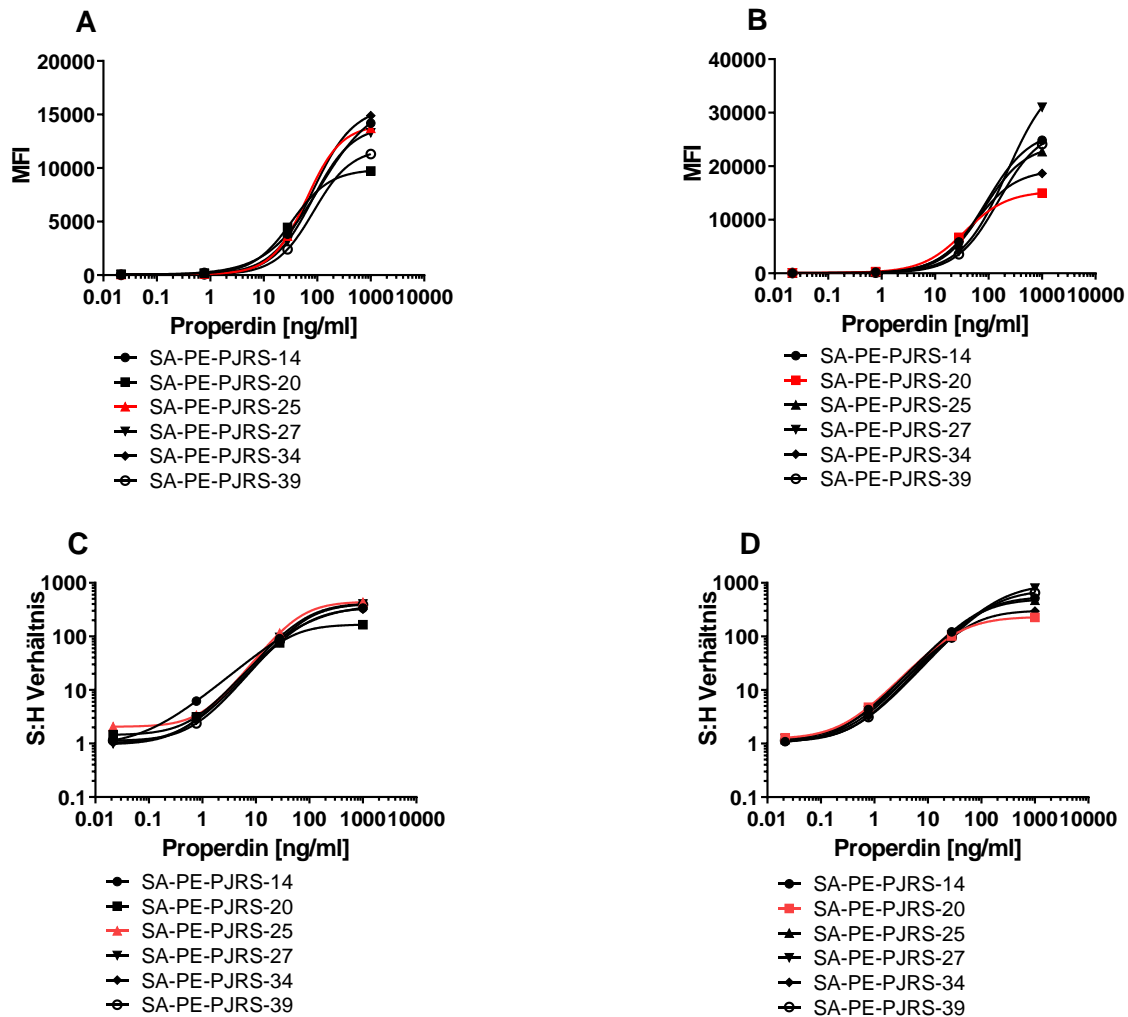 A
20000
15000
10000
5000
0
MFI
0.01 0.1 1 10 100 1000 10000
Properdin [ng/ml]
SA-PE-PJRS-14
SA-PE-PJRS-20
SA-PE-PJRS-25
SA-PE-PJRS-27
SA-PE-PJRS-34
SA-PE-PJRS-39
B
40000
30000
20000
10000
0
MFI
0.01 0.1 1 10 100 1000 10000
Properdin [ng/ml]
SA-PE-PJRS-14
SA-PE-PJRS-20
SA-PE-PJRS-25
SA-PE-PJRS-27
SA-PE-PJRS-34
SA-PE-PJRS-39
C
1000
100
10
1
0.1
S:H Verhältnis
0.01 0.1 1 10 100 1000 10000
Properdin [ng/ml]
SA-PE-PJRS-14
SA-PE-PJRS-20
SA-PE-PJRS-25
SA-PE-PJRS-27
SA-PE-PJRS-34
SA-PE-PJRS-39
D
1000
100
10
1
0.1
S:H Verhältnis
0.01 0.1 1 10 100 1000 10000
Properdin [ng/ml]
SA-PE-PJRS-14
SA-PE-PJRS-20
SA-PE-PJRS-25
SA-PE-PJRS-27
SA-PE-PJRS-34
SA-PE-PJRS-39